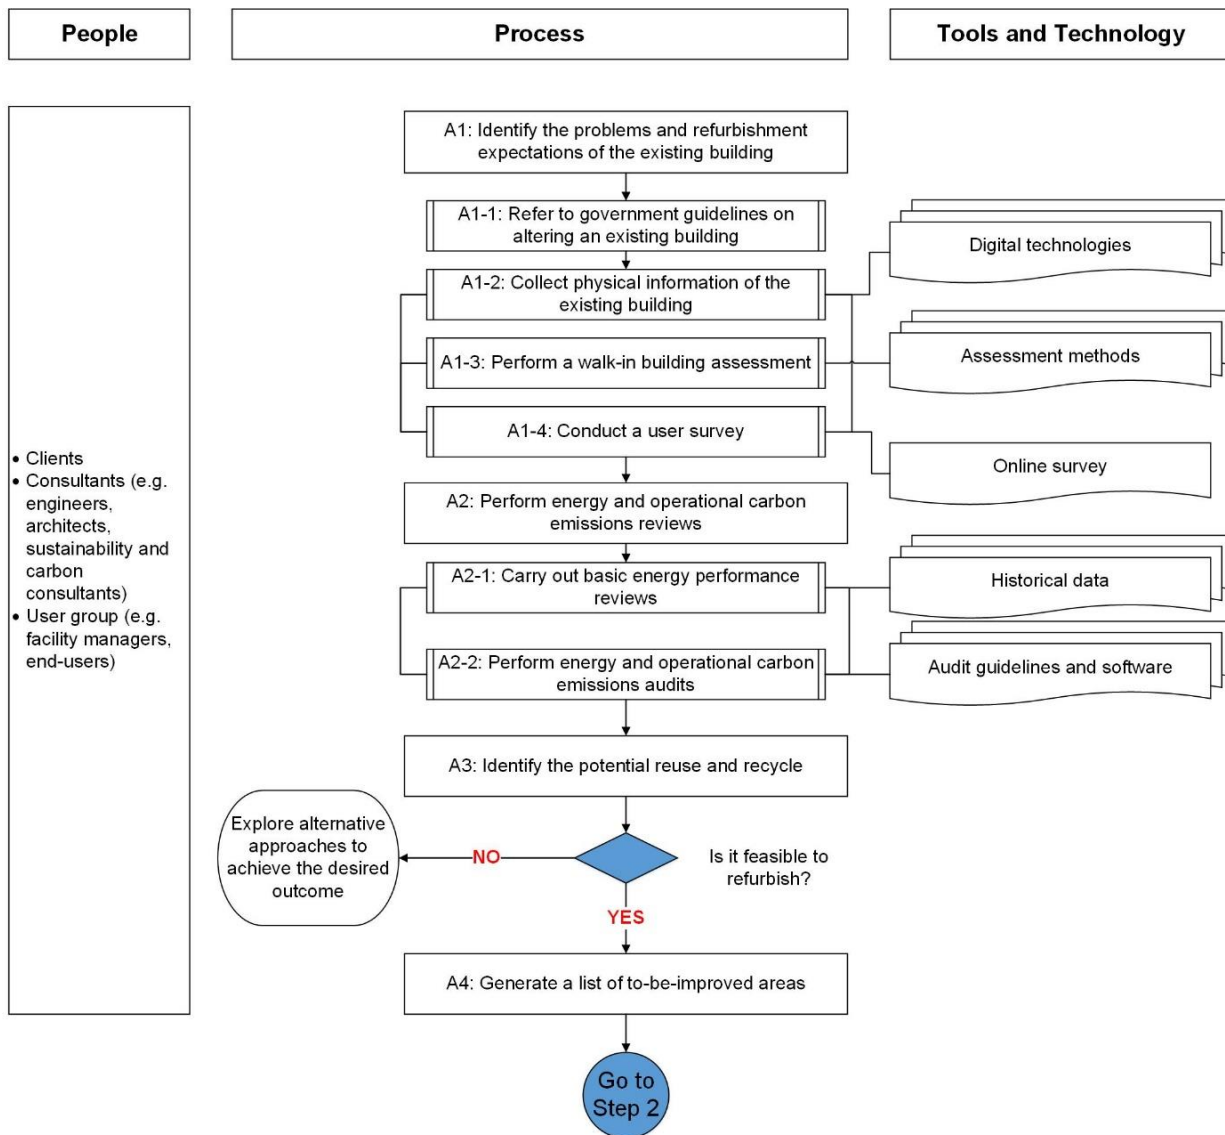 People
Process
Tools and Technology
• Clients
• Consultants (e.g.
engineers,
architects,
sustainability and
carbon
consultants)
• User group (e.g.
facility managers,
end-users)
A1: Identify the problems and refurbishment
expectations of the existing building
A1-1: Refer to government guidelines on
altering an existing building
A1-2: Collect physical information of the
existing building
A1-3: Perform a walk-in building assessment
A1-4: Conduct a user survey
A2: Perform energy and operational carbon
emissions reviews
A2-1: Carry out basic energy performance
reviews
A2-2: Perform energy and operational carbon
emissions audits
A3: Identify the potential reuse and recycle
Explore alternative
approaches to
achieve the desired
outcome
NO
Is it feasible to
refurbish?
YES
A4: Generate a list of to-be-improved areas
Go to
Step 2
Digital technologies
Assessment methods
Online survey
Historical data
Audit guidelines and software